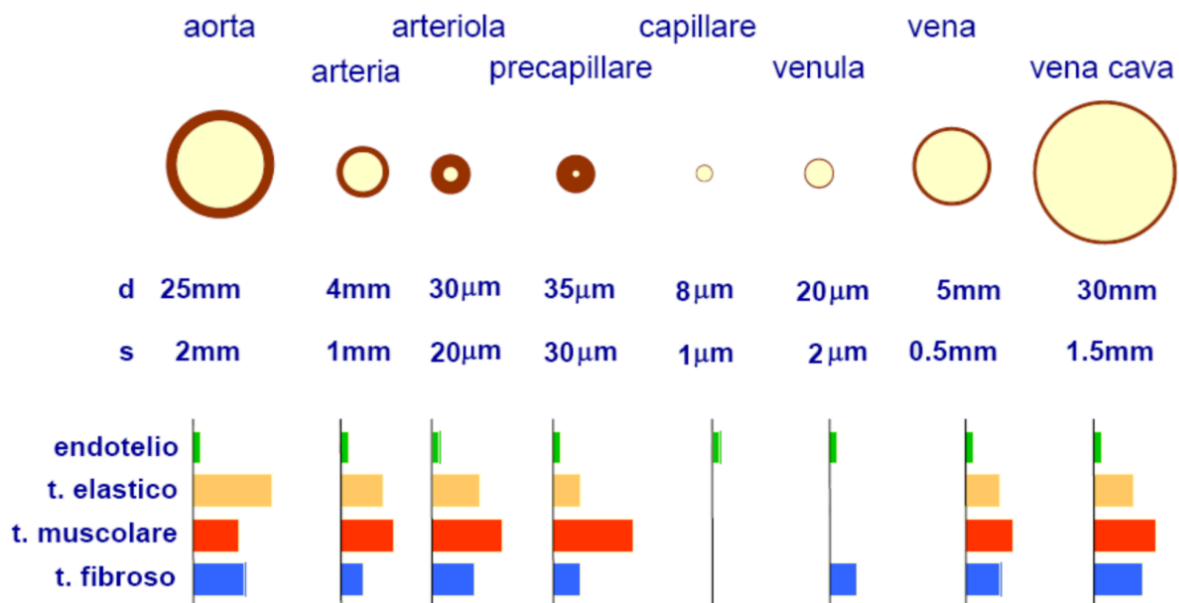 aorta arteriola capillare vena
arteria precapillare venula vena cava
d 25mm 4mm 30μm 35μm 8μm 20μm 5mm 30mm
s 2mm 1mm 20μm 30μm 1μm 2μm 0.5mm 1.5mm
endotelio
t. elastico
t. muscolare
t. fibroso